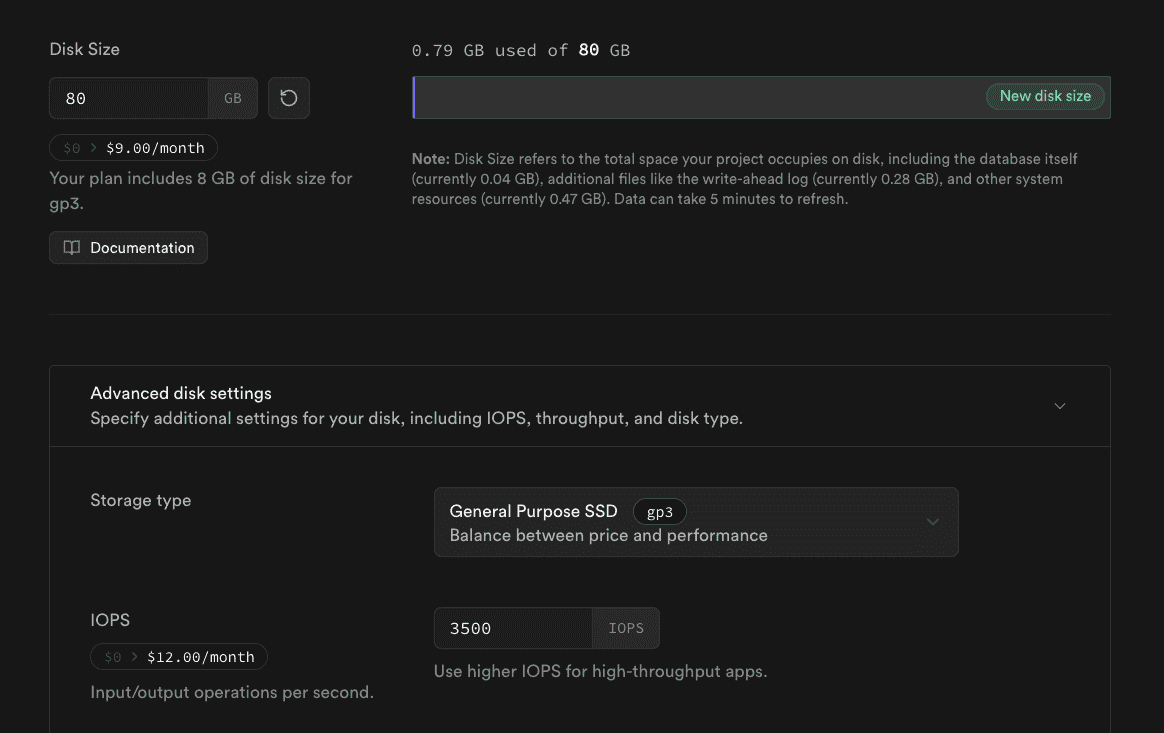 Disk Size
80 GB
$0 > $9.00/month
Your plan includes 8 GB of disk size for
gp3.
Documentation
0.79 GB used of 80 GB
New disk size
Note: Disk Size refers to the total space your project occupies on disk, including the database itself
(currently 0.04 GB), additional files like the write-ahead log (currently 0.28 GB), and other system
resources (currently 0.47 GB). Data can take 5 minutes to refresh.
Advanced disk settings
Specify additional settings for your disk, including IOPS, throughput, and disk type.
Storage type
General Purpose SSD gp3
Balance between price and performance
IOPS
$0 > $12.00/month
Input/output operations per second.
3500 IOPS
Use higher IOPS for high-throughput apps.